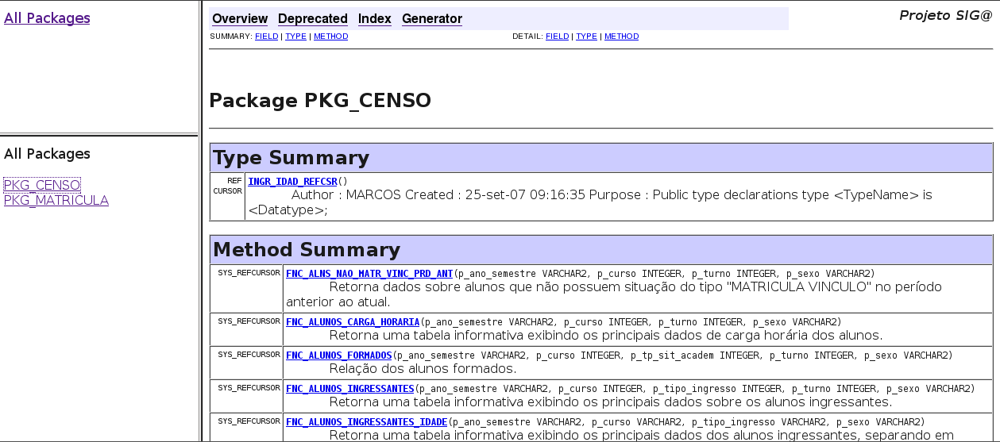 All Packages
All Packages
PKG_CENSO
PKG_MATRICULA
Overview Deprecated Index Generator
Projeto SIG@
SUMMARY: FIELD | TYPE | METHOD DETAIL: FIELD | TYPE | METHOD
Package PKG_CENSO
Type Summary
REF CURSOR
INGR_IDAD_REFCSR()
Author : MARCOS Created : 25-set-07 09:16:35 Purpose : Public type declarations type <TypeName> is
<Datatype>;
Method Summary
SYS_REFCURSOR FNC_ALNS_NAO_MATR_VINC_PRD_ANT(p_ano_semestre VARCHAR2, p_curso INTEGER, p_turno INTEGER, p_sexo VARCHAR2)
Retorna dados sobre alunos que não possuem situação do tipo "MATRICULA VINCULO" no período
anterior ao atual.
SYS_REFCURSOR FNC_ALUNOS_CARGA_HORARIA(p_ano_semestre VARCHAR2, p_curso INTEGER, p_turno INTEGER, p_sexo VARCHAR2)
Retorna uma tabela informativa exibindo os principais dados de carga horária dos alunos.
SYS_REFCURSOR FNC_ALUNOS_FORMADOS(p_ano_semestre VARCHAR2, p_curso INTEGER, p_tp_sit_academ INTEGER, p_turno INTEGER, p_sexo VARCHAR2)
Relação dos alunos formados.
SYS_REFCURSOR FNC_ALUNOS_INGRESSANTES(p_ano_semestre VARCHAR2, p_curso INTEGER, p_tipo_ingresso INTEGER, p_turno INTEGER, p_sexo VARCHAR2)
Retorna uma tabela informativa exibindo os principais dados sobre os alunos ingressantes.
SYS_REFCURSOR FNC_ALUNOS_INGRESSANTES_IDADE(p_ano_semestre VARCHAR2, p_curso VARCHAR2, p_tipo_ingresso VARCHAR2, p_sexo VARCHAR2)
Retorna uma tabela informativa exibindo os principais dados dos alunos ingressantes, separando em